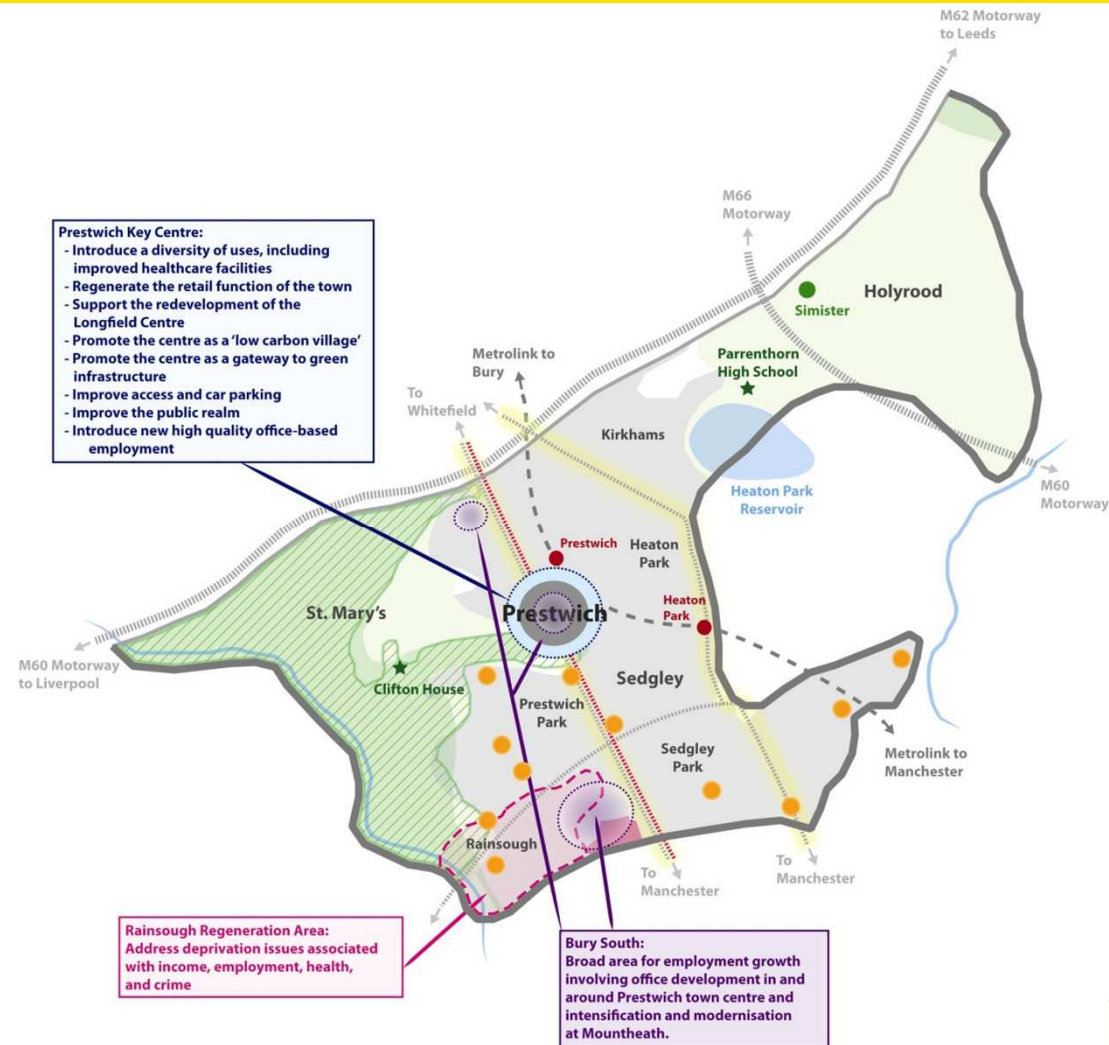 M62 Motorway
to Leeds
M66
Motorway
Holyrood
Simister
Prestwich Key Centre:
- Introduce a diversity of uses, including
improved healthcare facilities
- Regenerate the retail function of the town
- Support the redevelopment of the
Longfield Centre
- Promote the centre as a 'low carbon village'
- Promote the centre as a gateway to green
infrastructure
- Improve access and car parking
- Improve the public realm
- Introduce new high quality office-based
employment
Metrolink to
Bury
Parrenthorn
High School
To
Whitefield
Kirkhams
Heaton Park
Reservoir
M60
Motorway
Prestwich
Heaton
Park
Heaton
Park
Prestwich
St. Mary's
M60 Motorway
to Liverpool
Clifton House
Sedgley
Prestwich
Park
Sedgley
Park
Metrolink to
Manchester
Rainsough
To
Manchester
To
Manchester
Rainsough Regeneration Area:
Address deprivation issues associated
with income, employment, health,
and crime
Bury South:
Broad area for employment growth
involving office development in and
around Prestwich town centre and
intensification and modernisation
at Mountheath.